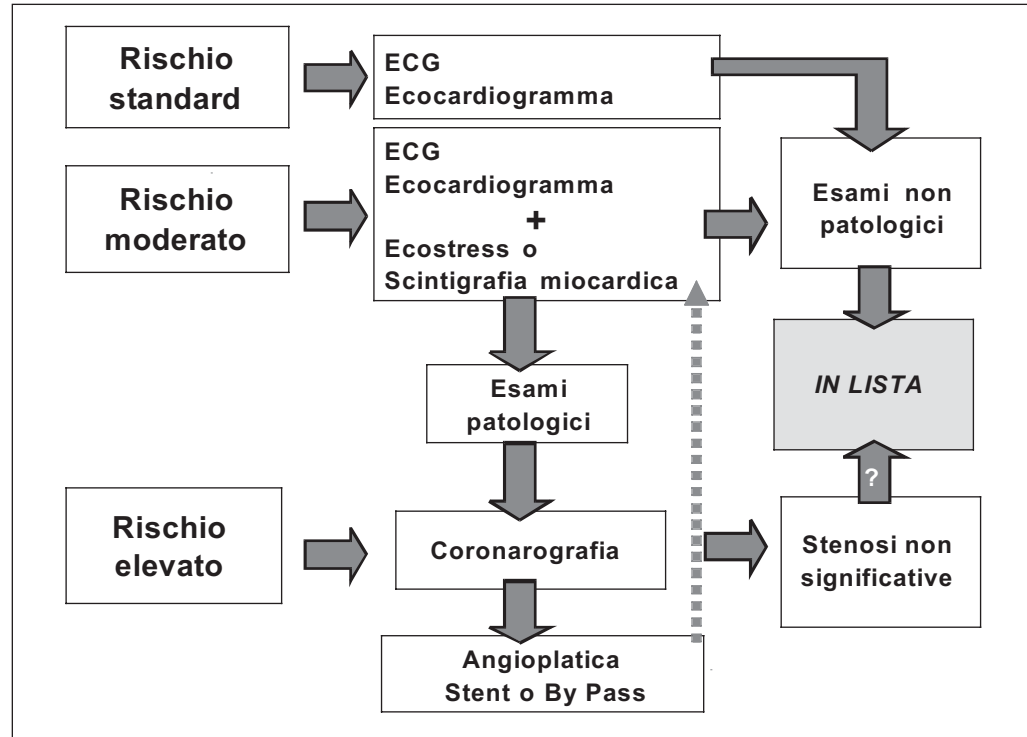 Rischio
standard
ECG
Ecocardiogramma
Rischio
moderato
ECG
Ecocardiogramma
+
Ecostress o
Scintigrafia miocardica
Esami non
patologici
IN LISTA
Esami
patologici
Rischio
elevato
Coronarografia
?
Stenosi non
significative
Angioplatica
Stent o By Pass